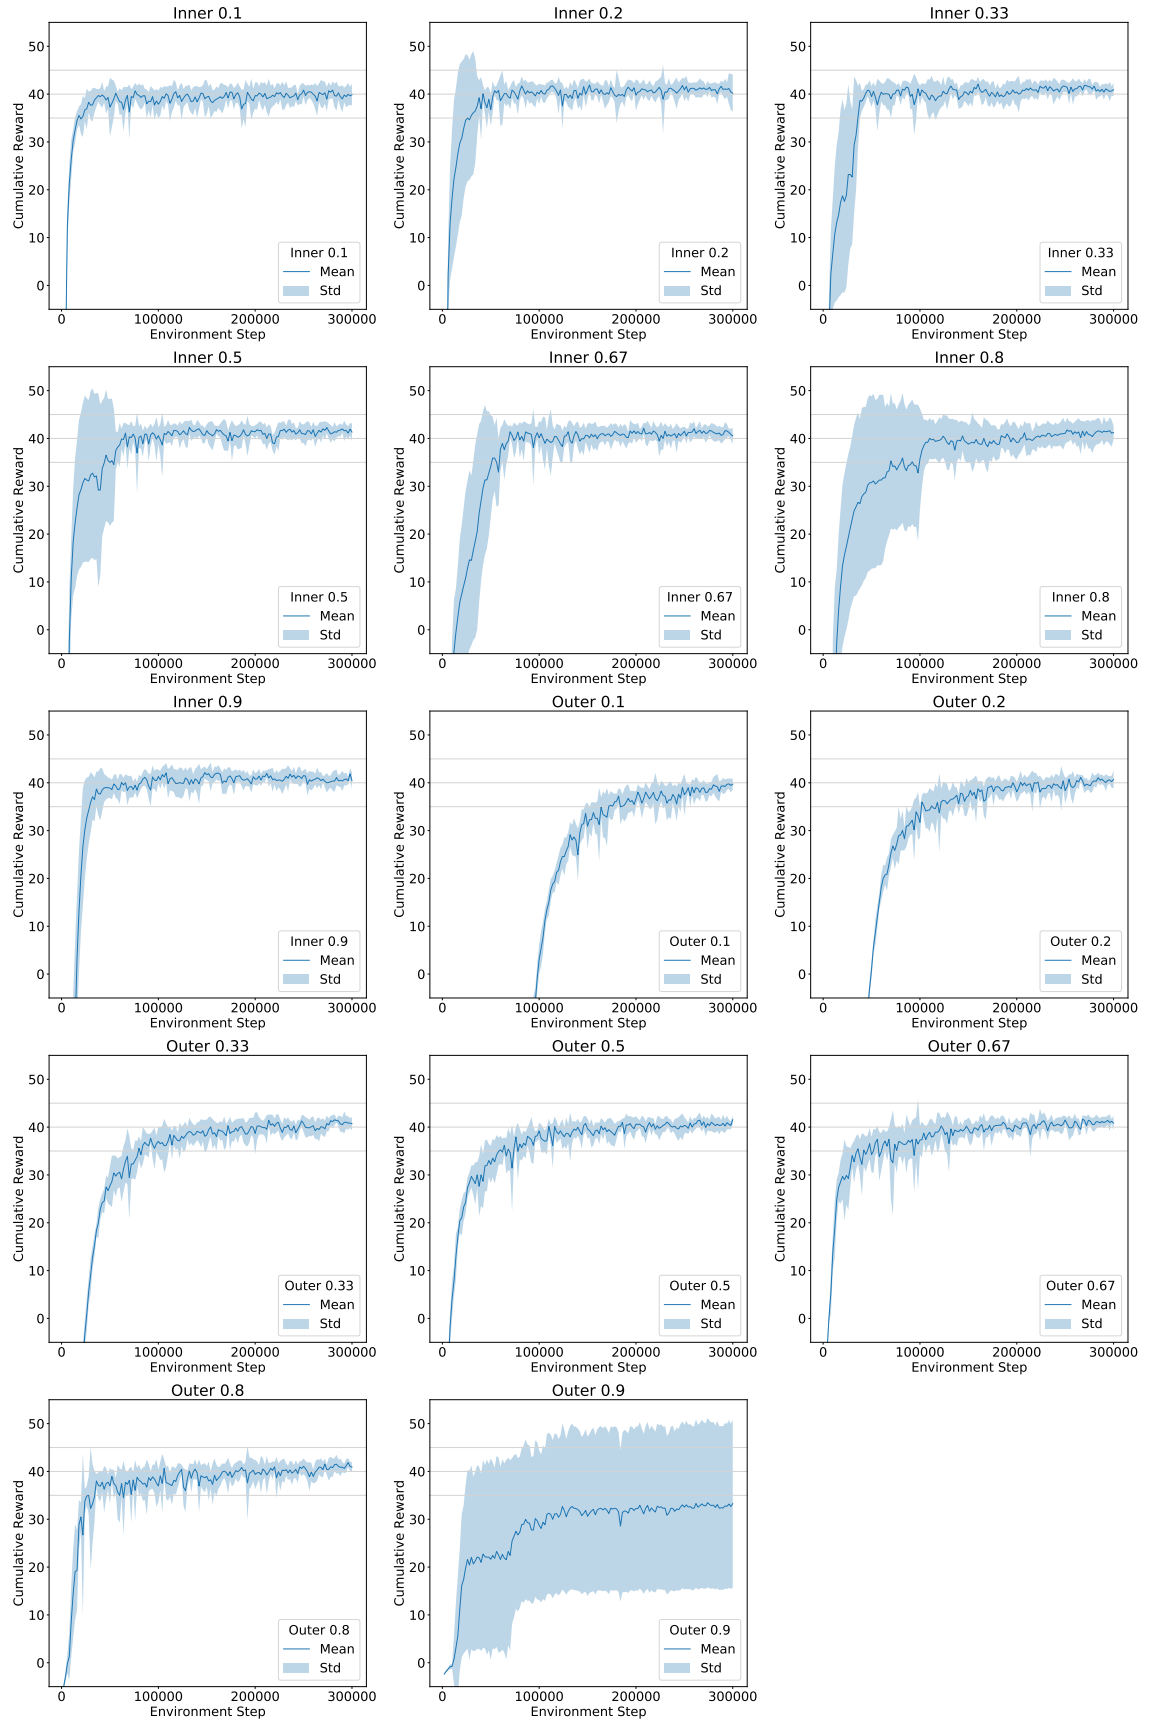 Inner 0.1 Inner 0.2 Inner 0.33
50 50 50
40 40 40
30 30 30
20 20 20
10 10 10
0 0 0
Cumulative Reward Cumulative Reward Cumulative Reward
Inner 0.1 Inner 0.2 Inner 0.33
Mean Mean Mean
Std Std Std
0 100000 200000 300000 0 100000 200000 300000 0 100000 200000 300000
Environment Step Environment Step Environment Step
Inner 0.5 Inner 0.67 Inner 0.8
50 50 50
40 40 40
30 30 30
20 20 20
10 10 10
0 0 0
Cumulative Reward Cumulative Reward Cumulative Reward
Inner 0.5 Inner 0.67 Inner 0.8
Mean Mean Mean
Std Std Std
0 100000 200000 300000 0 100000 200000 300000 0 100000 200000 300000
Environment Step Environment Step Environment Step
Inner 0.9 Outer 0.1 Outer 0.2
50 50 50
40 40 40
30 30 30
20 20 20
10 10 10
0 0 0
Cumulative Reward Cumulative Reward Cumulative Reward
Inner 0.9 Outer 0.1 Outer 0.2
Mean Mean Mean
Std Std Std
0 100000 200000 300000 0 100000 200000 300000 0 100000 200000 300000
Environment Step Environment Step Environment Step
Outer 0.33 Outer 0.5 Outer 0.67
50 50 50
40 40 40
30 30 30
20 20 20
10 10 10
0 0 0
Cumulative Reward Cumulative Reward Cumulative Reward
Outer 0.33 Outer 0.5 Outer 0.67
Mean Mean Mean
Std Std Std
0 100000 200000 300000 0 100000 200000 300000 0 100000 200000 300000
Environment Step Environment Step Environment Step
Outer 0.8 Outer 0.9
50 50
40 40
30 30
20 20
10 10
0 0
Cumulative Reward Cumulative Reward
Outer 0.8 Outer 0.9
Mean Mean
Std Std
0 100000 200000 300000 0 100000 200000 300000
Environment Step Environment Step